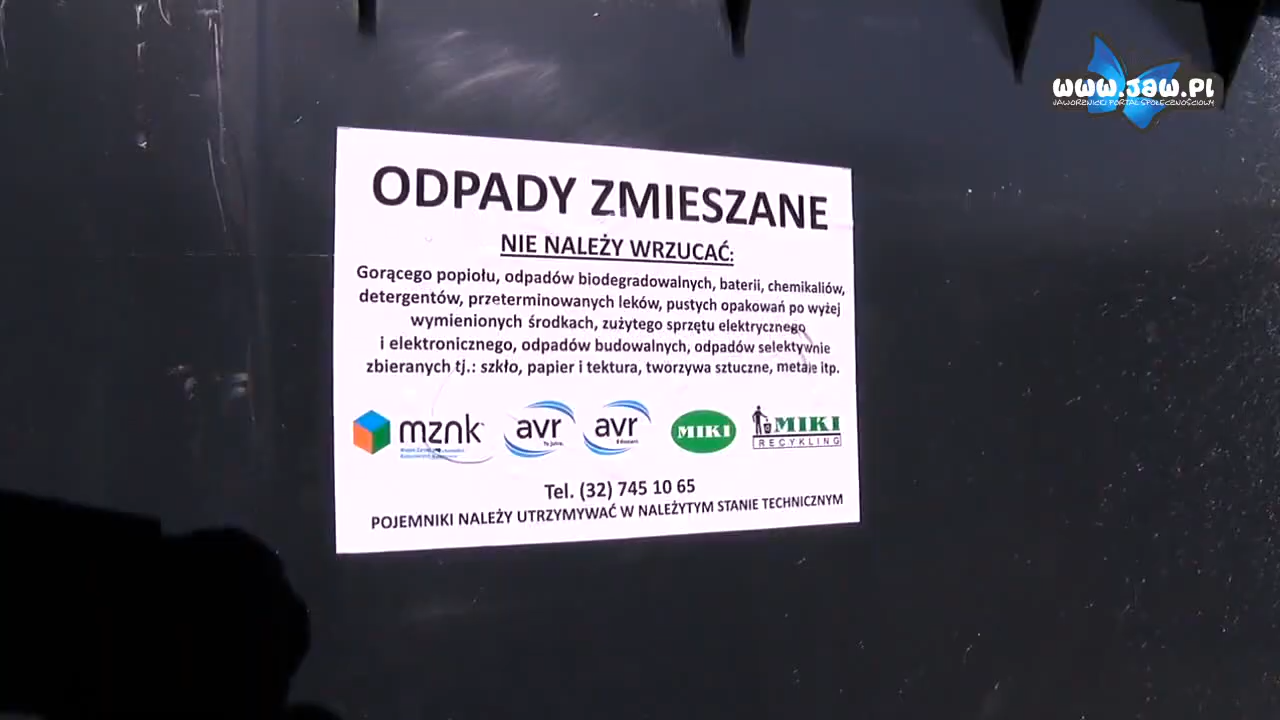 www.jaw.pl
JAWORZNICKI PORTAL SPOŁECZNOŚCIOWY
ODPADY ZMIESZANE
NIE NALEŻY WRZUCAĆ:
Gorącego popiołu, odpadów biodegradowalnych, baterii, chemikaliów,
detergentów, przeterminowanych leków, pustych opakowań po wyżej
wymienionych środkach, zużytego sprzętu elektrycznego
i elektronicznego, odpadów budowalnych, odpadów selektywnie
zbieranych tj.: szkło, papier i tektura, tworzywa sztuczne, metale itp.
mznk avr avr MIKI MIKI
RECYKLING
Tel. (32) 745 10 65
POJEMNIKI NALEŻY UTRZYMYWAĆ W NALEŻYTYM STANIE TECHNICZNYM